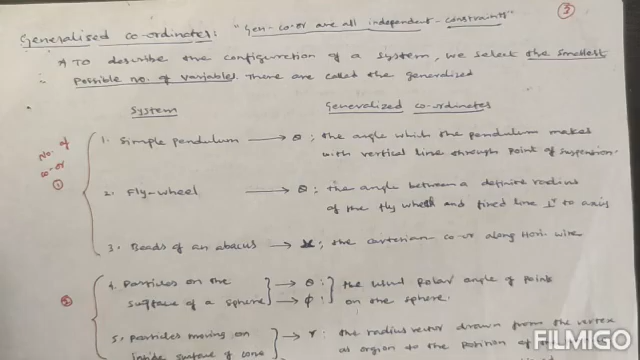 ③
Generalised co-ordinates: "Gen-co-or are all independent-constraints"
* To describe the configuration of a system, we select the smallest
possible no. of variables. There are called the generalized
System Generalized co-ordinates
No. of
co-or
①
1. Simple pendulum → θ ; the angle which the pendulum makes
with vertical line through point of suspension.
2. Fly-wheel → θ ; the angle between a definite radius
of the fly wheel and fixed line ⊥r to axis
3. Beads of an abacus → x ; the cartesian co-or along Hori. wire
②
4. Particles on the → θ : the usual polar angle of point
surface of a sphere → φ : on the sphere.
5. Particles moving on → r : the radius vector drawn from the vertex
inside surface of cone as origin to the position of
FILMIGO